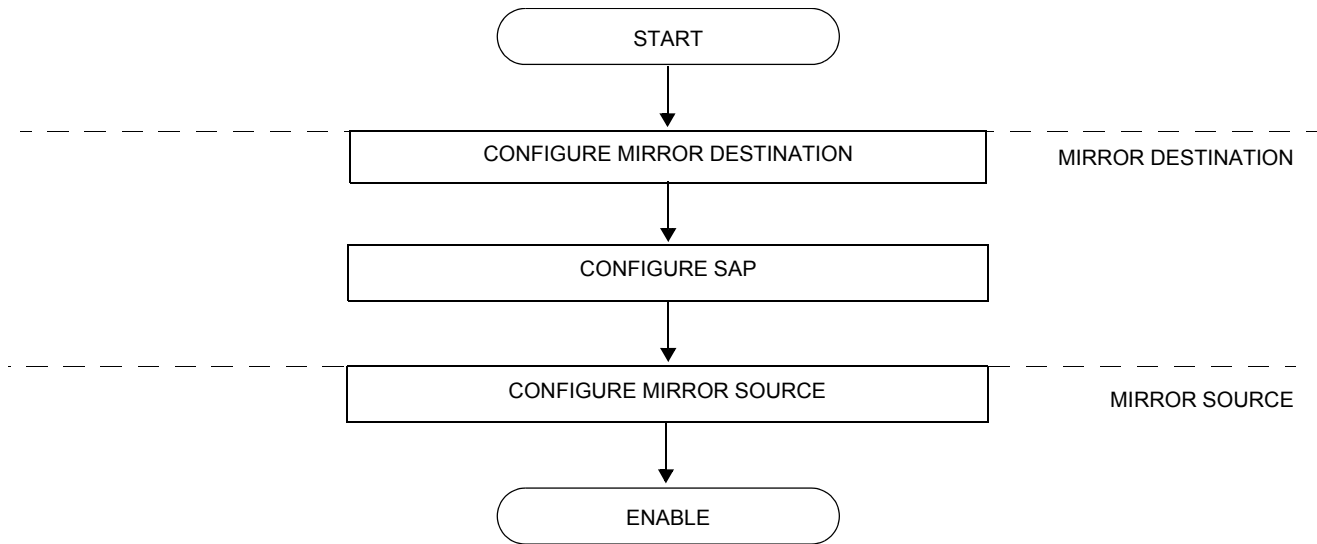 START
CONFIGURE MIRROR DESTINATION
MIRROR DESTINATION
CONFIGURE SAP
CONFIGURE MIRROR SOURCE
MIRROR SOURCE
ENABLE